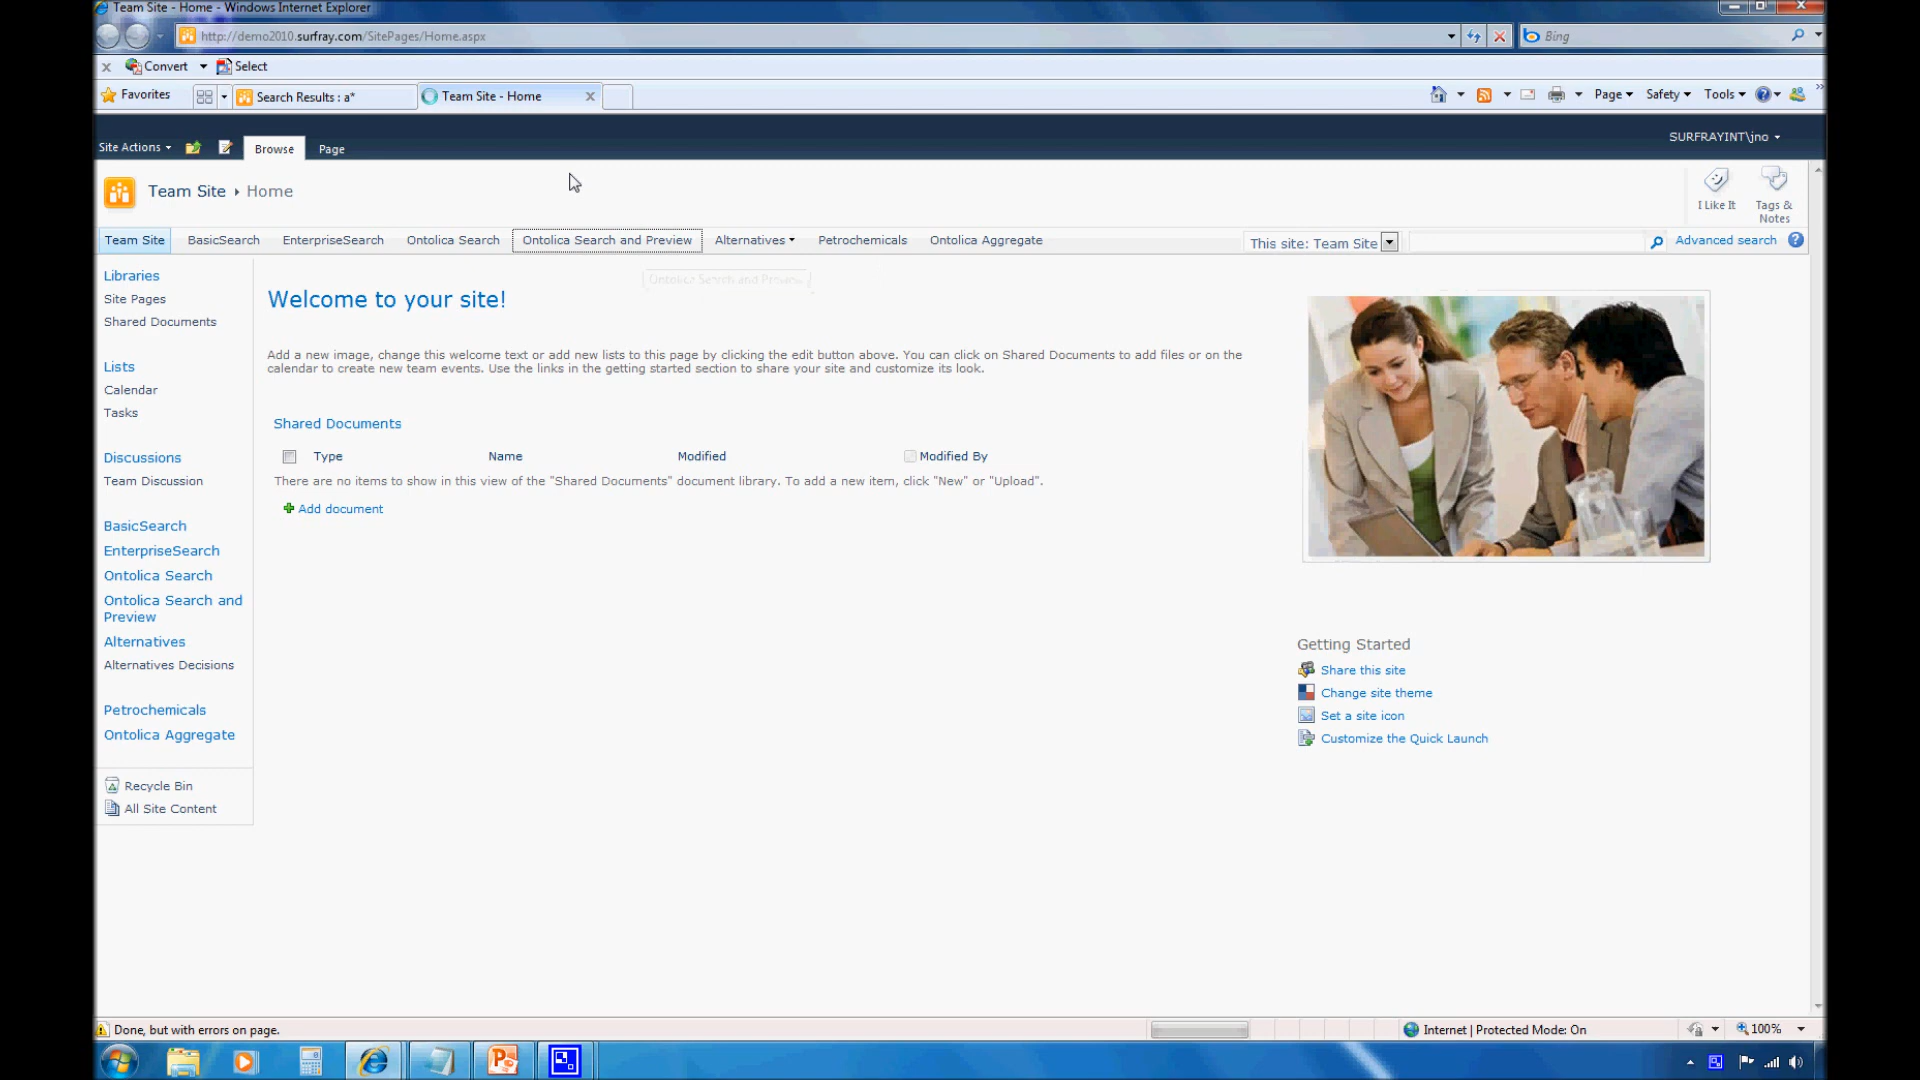 Team Site - Home - Windows Internet Explorer
http://demo2010.surfray.com/SitePages/Home.aspx
Bing
x Convert Select
Favorites
Search Results : a*
Team Site - Home
Page Safety Tools
Site Actions
Browse
Page
SURFRAYINT\jno
Team Site Home
I Like It
Tags &
Notes
Team Site BasicSearch EnterpriseSearch Ontolica Search Ontolica Search and Preview Alternatives Petrochemicals Ontolica Aggregate
This site: Team Site
Advanced search
Ontolica Search and Preview
Libraries
Site Pages
Shared Documents
Lists
Calendar
Tasks
Discussions
Team Discussion
BasicSearch
EnterpriseSearch
Ontolica Search
Ontolica Search and
Preview
Alternatives
Alternatives Decisions
Petrochemicals
Ontolica Aggregate
Recycle Bin
All Site Content
Welcome to your site!
Add a new image, change this welcome text or add new lists to this page by clicking the edit button above. You can click on Shared Documents to add files or on the
calendar to create new team events. Use the links in the getting started section to share your site and customize its look.
Shared Documents
Type Name Modified Modified By
There are no items to show in this view of the "Shared Documents" document library. To add a new item, click "New" or "Upload".
Add document
Getting Started
Share this site
Change site theme
Set a site icon
Customize the Quick Launch
Done, but with errors on page.
Internet | Protected Mode: On
100%